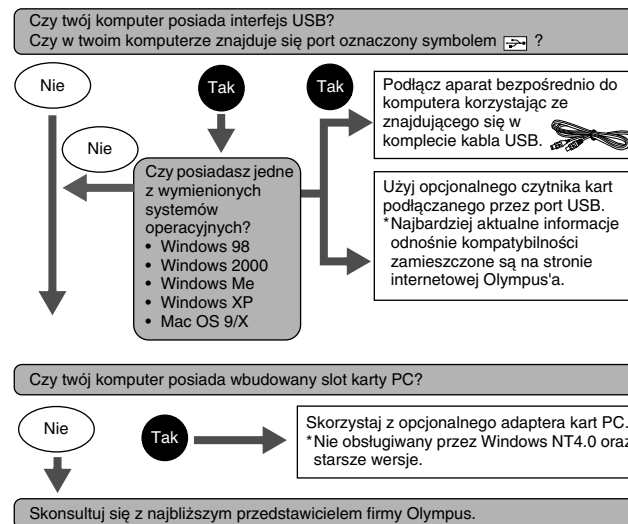 Czy twój komputer posiada interfejs USB?
Czy w twoim komputerze znajduje się port oznaczony symbolem ?
Nie
Tak
Tak
Podłącz aparat bezpośrednio do
komputera korzystając ze
znajdującego się w
komplecie kabla USB.
Nie
Czy posiadasz jedne
z wymienionych
systemów
operacyjnych?
• Windows 98
• Windows 2000
• Windows Me
• Windows XP
• Mac OS 9/X
Użyj opcjonalnego czytnika kart
podłączanego przez port USB.
*Najbardziej aktualne informacje
odnośnie kompatybilności
zamieszczone są na stronie
internetowej Olympus'a.
Czy twój komputer posiada wbudowany slot karty PC?
Nie
Tak
Skorzystaj z opcjonalnego adaptera kart PC.
*Nie obsługiwany przez Windows NT4.0 oraz
starsze wersje.
Skonsultuj się z najbliższym przedstawicielem firmy Olympus.